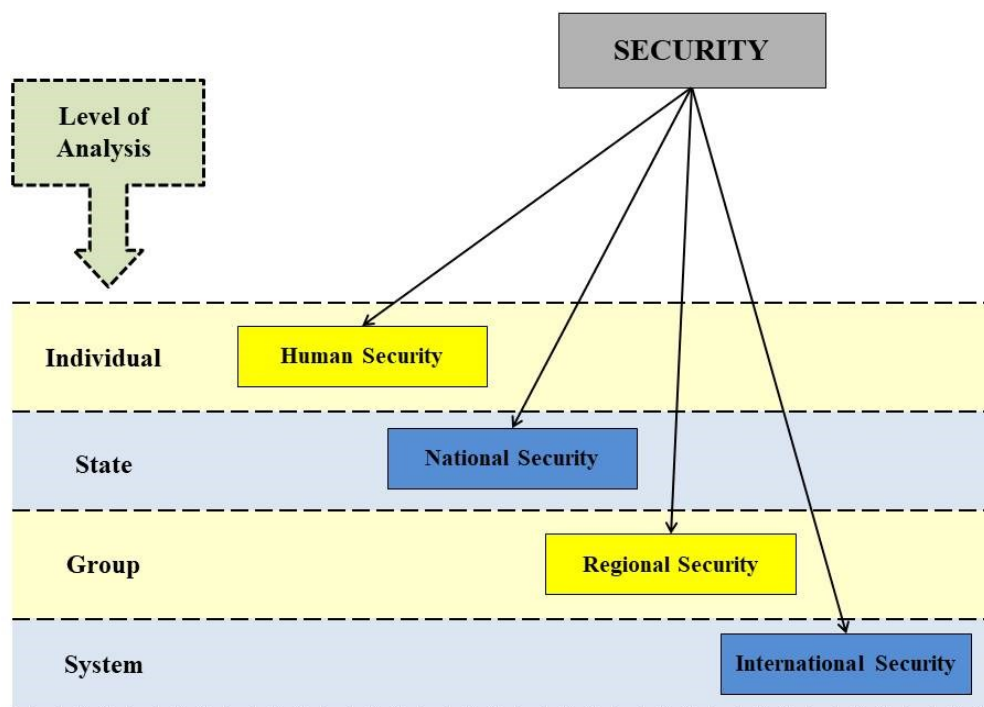 SECURITY
Level of
Analysis
Individual
Human Security
State
National Security
Group
Regional Security
System
International Security